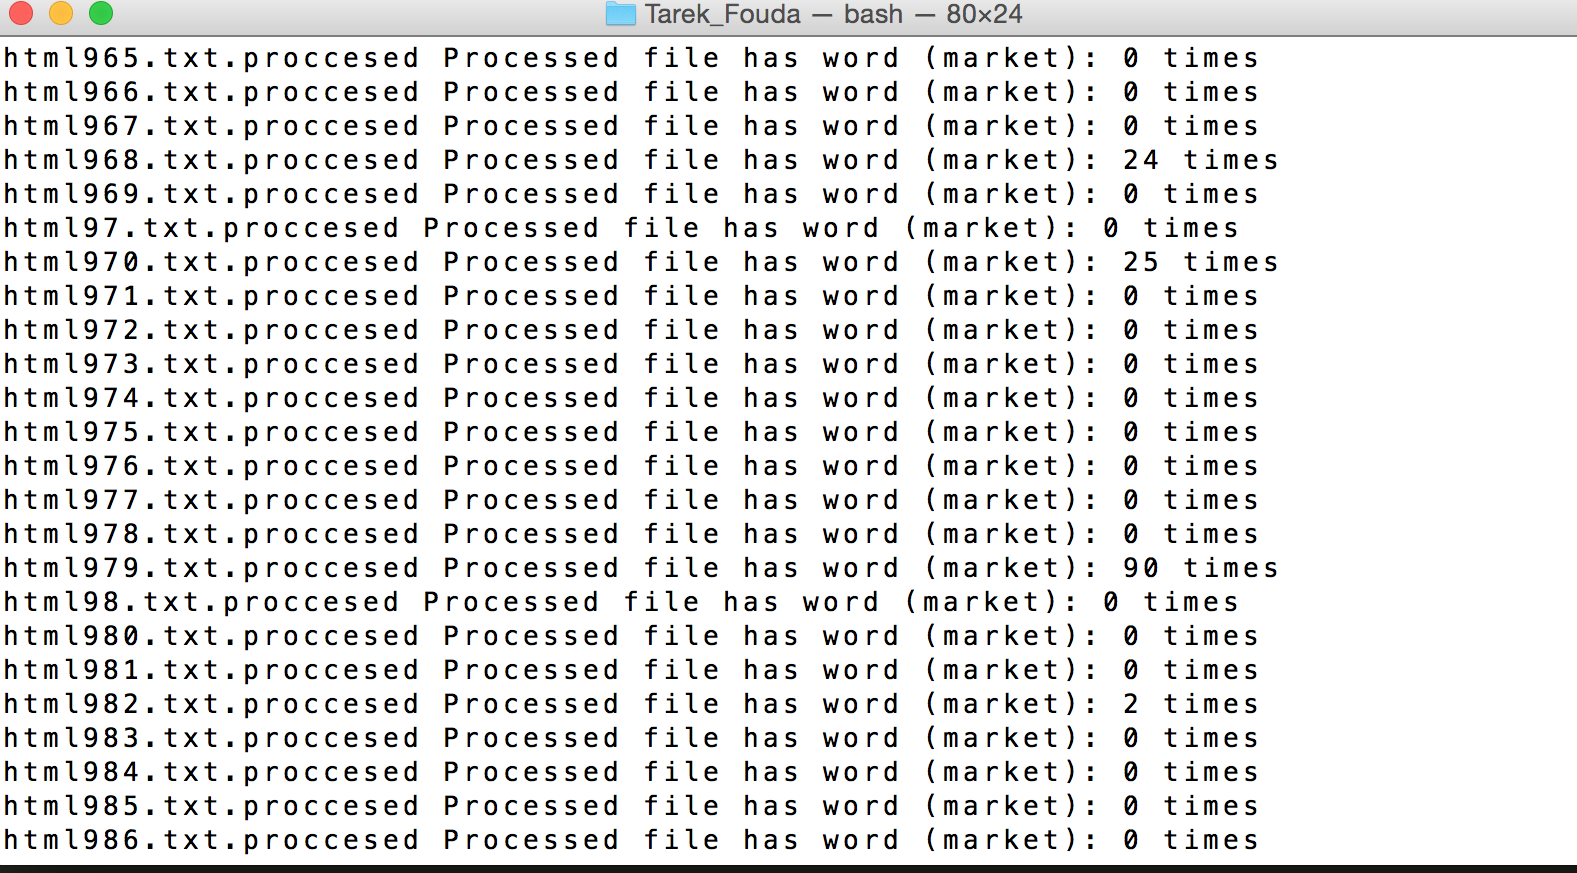 Tarek_Fouda — bash — 80×24
html965.txt.proccesed Processed file has word (market): 0 times
html966.txt.proccesed Processed file has word (market): 0 times
html967.txt.proccesed Processed file has word (market): 0 times
html968.txt.proccesed Processed file has word (market): 24 times
html969.txt.proccesed Processed file has word (market): 0 times
html97.txt.proccesed Processed file has word (market): 0 times
html970.txt.proccesed Processed file has word (market): 25 times
html971.txt.proccesed Processed file has word (market): 0 times
html972.txt.proccesed Processed file has word (market): 0 times
html973.txt.proccesed Processed file has word (market): 0 times
html974.txt.proccesed Processed file has word (market): 0 times
html975.txt.proccesed Processed file has word (market): 0 times
html976.txt.proccesed Processed file has word (market): 0 times
html977.txt.proccesed Processed file has word (market): 0 times
html978.txt.proccesed Processed file has word (market): 0 times
html979.txt.proccesed Processed file has word (market): 90 times
html98.txt.proccesed Processed file has word (market): 0 times
html980.txt.proccesed Processed file has word (market): 0 times
html981.txt.proccesed Processed file has word (market): 0 times
html982.txt.proccesed Processed file has word (market): 2 times
html983.txt.proccesed Processed file has word (market): 0 times
html984.txt.proccesed Processed file has word (market): 0 times
html985.txt.proccesed Processed file has word (market): 0 times
html986.txt.proccesed Processed file has word (market): 0 times